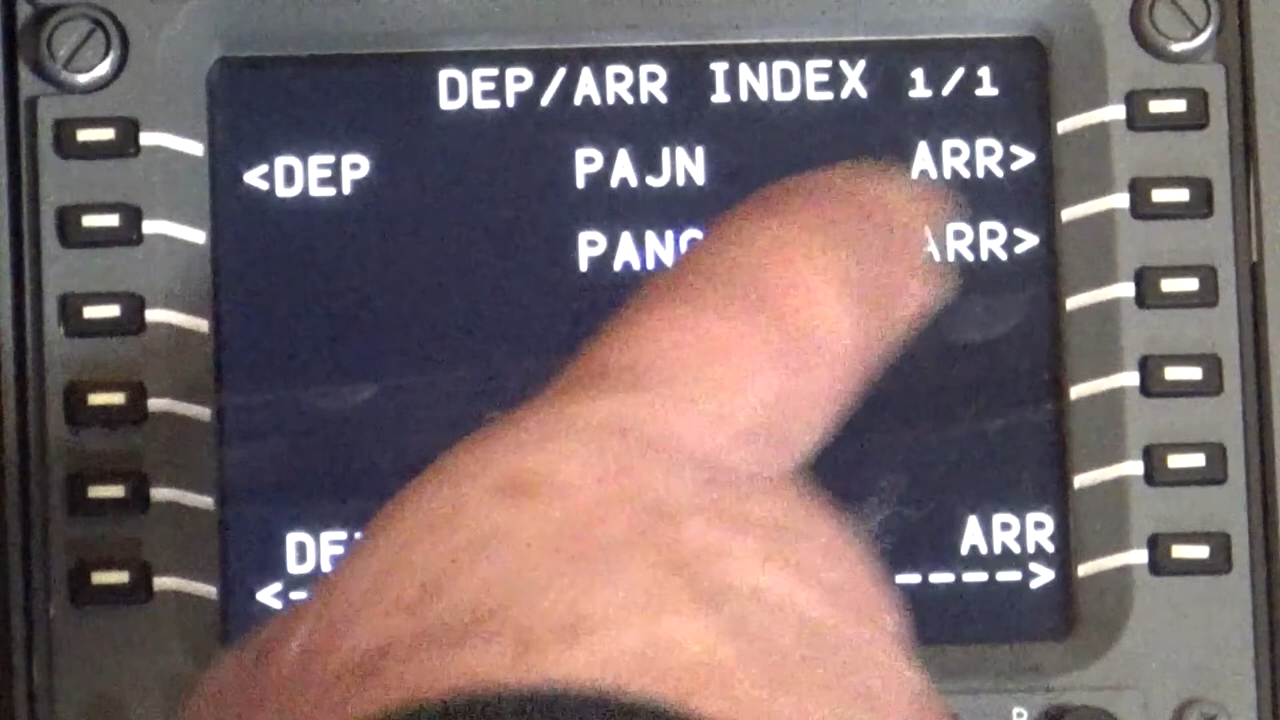 DEP/ARR INDEX 1/1
<DEP PAJN ARR>
ARR>
ARR
---->